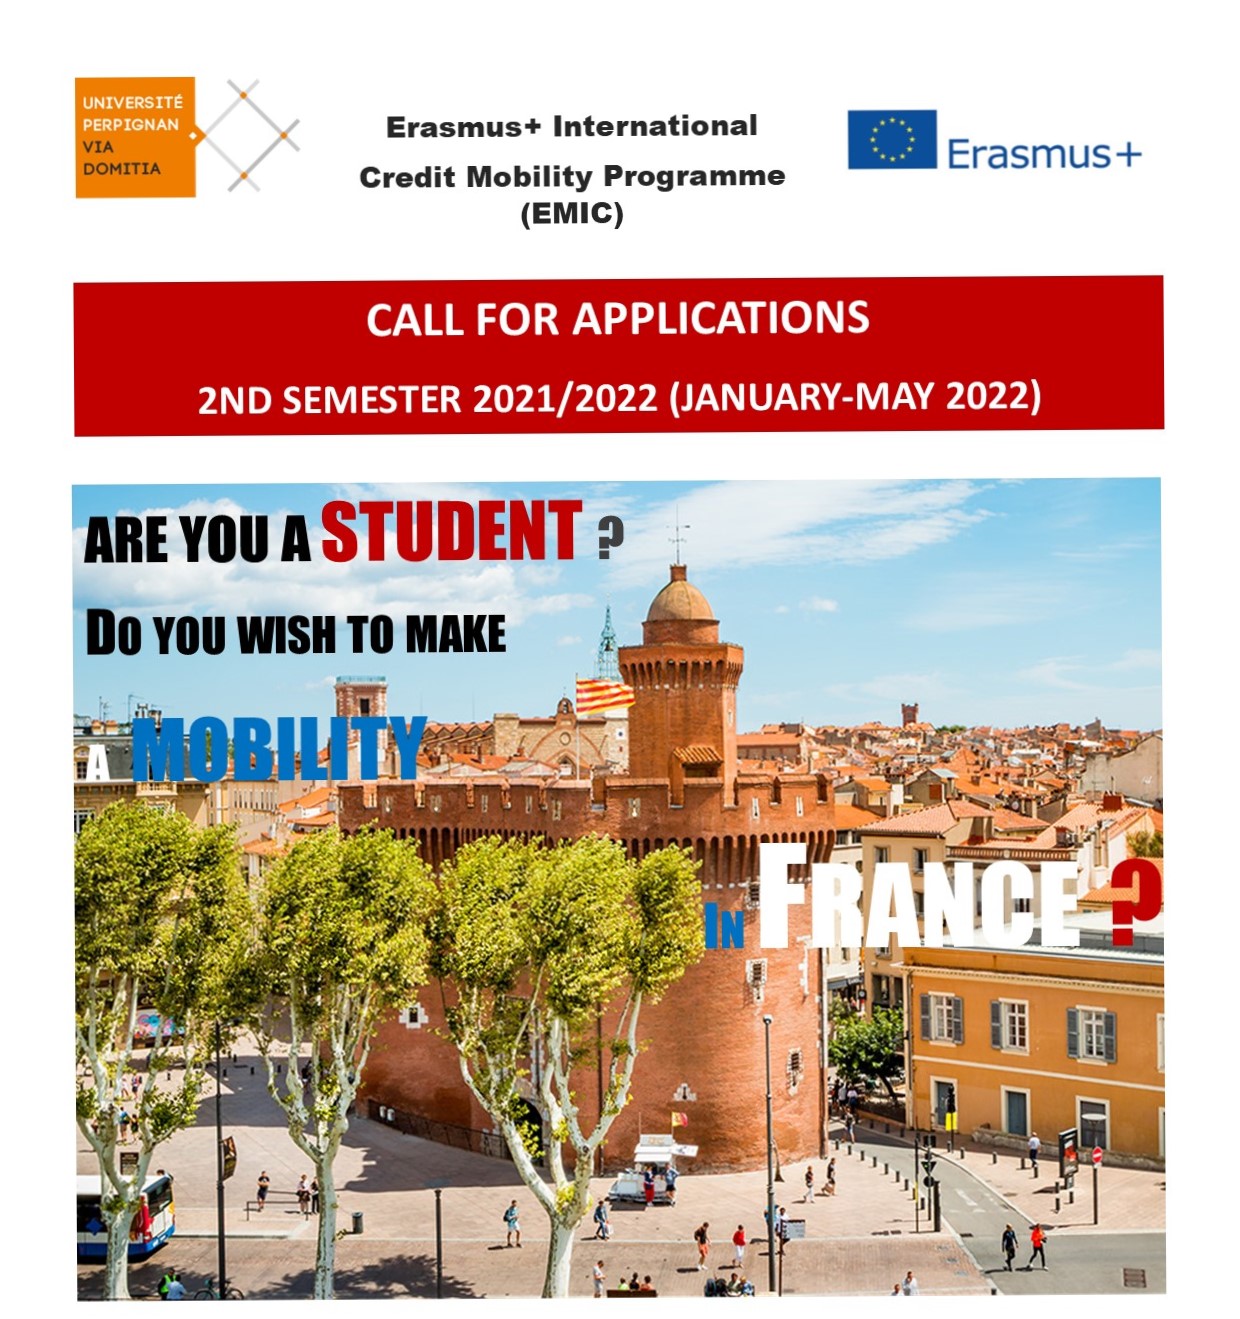 UNIVERSITÉ
PERPIGNAN
VIA
DOMITIA
Erasmus+ International
Credit Mobility Programme
(EMIC)
Erasmus+
CALL FOR APPLICATIONS
2ND SEMESTER 2021/2022 (JANUARY-MAY 2022)
ARE YOU A STUDENT ?
DO YOU WISH TO MAKE
A MOBILITY
IN FRANCE ?